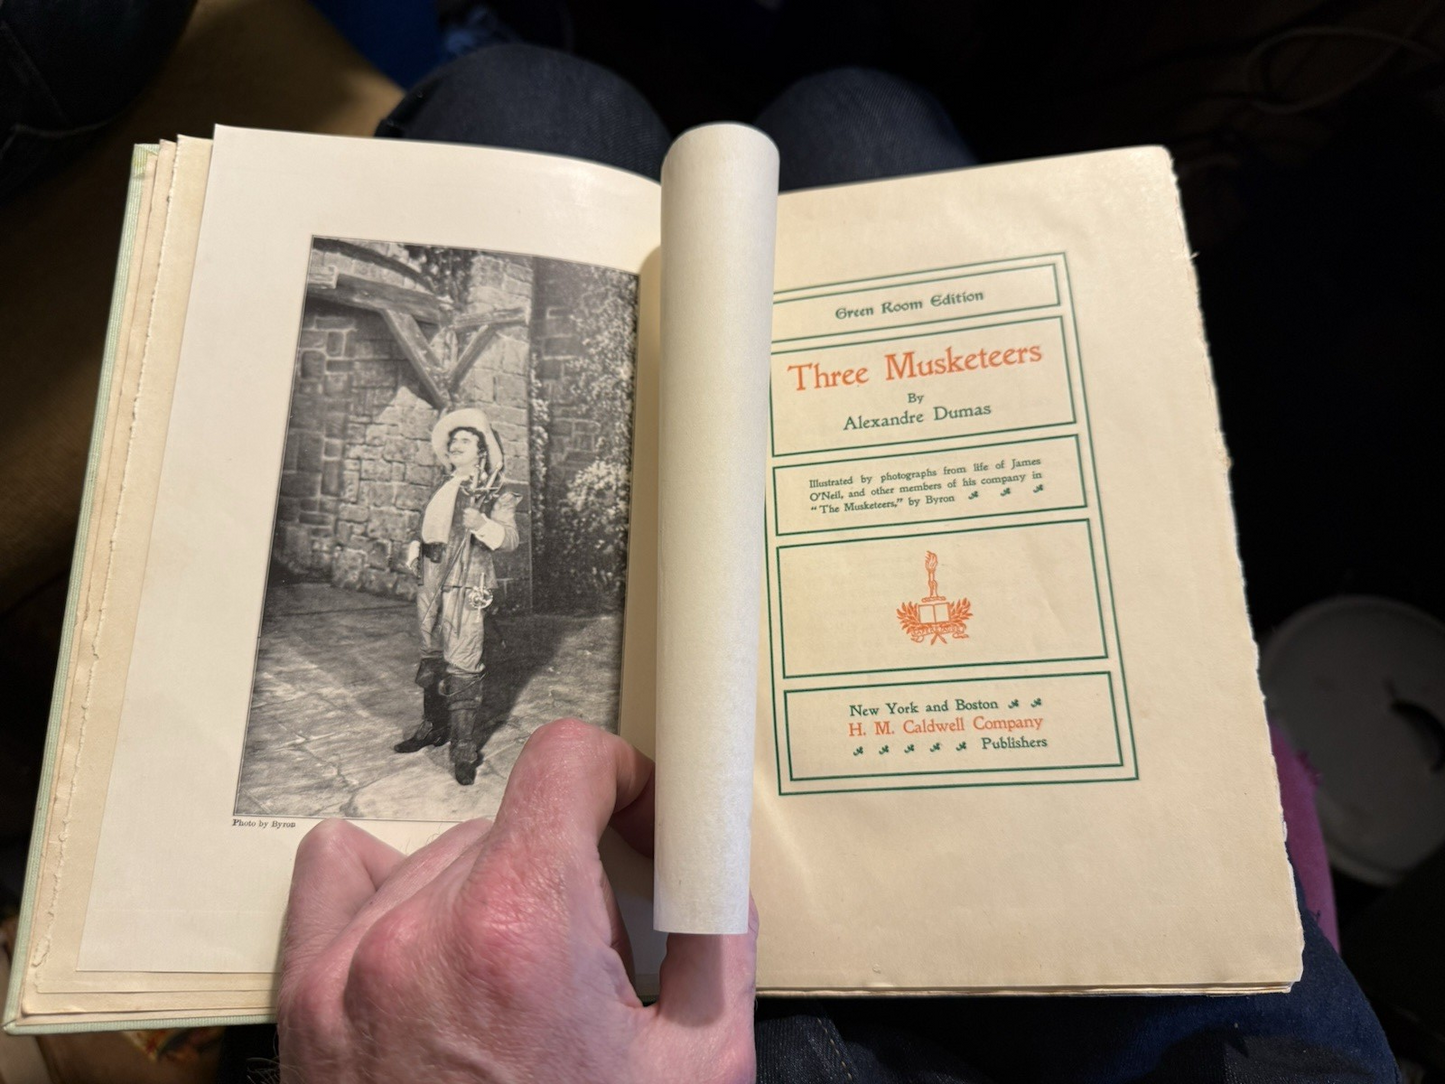 Photo by Byron
Green Room Edition
Three Musketeers
By
Alexandre Dumas
Illustrated by photographs from life of James
O'Neil, and other members of his company in
"The Musketeers," by Byron
New York and Boston
H. M. Caldwell Company
Publishers